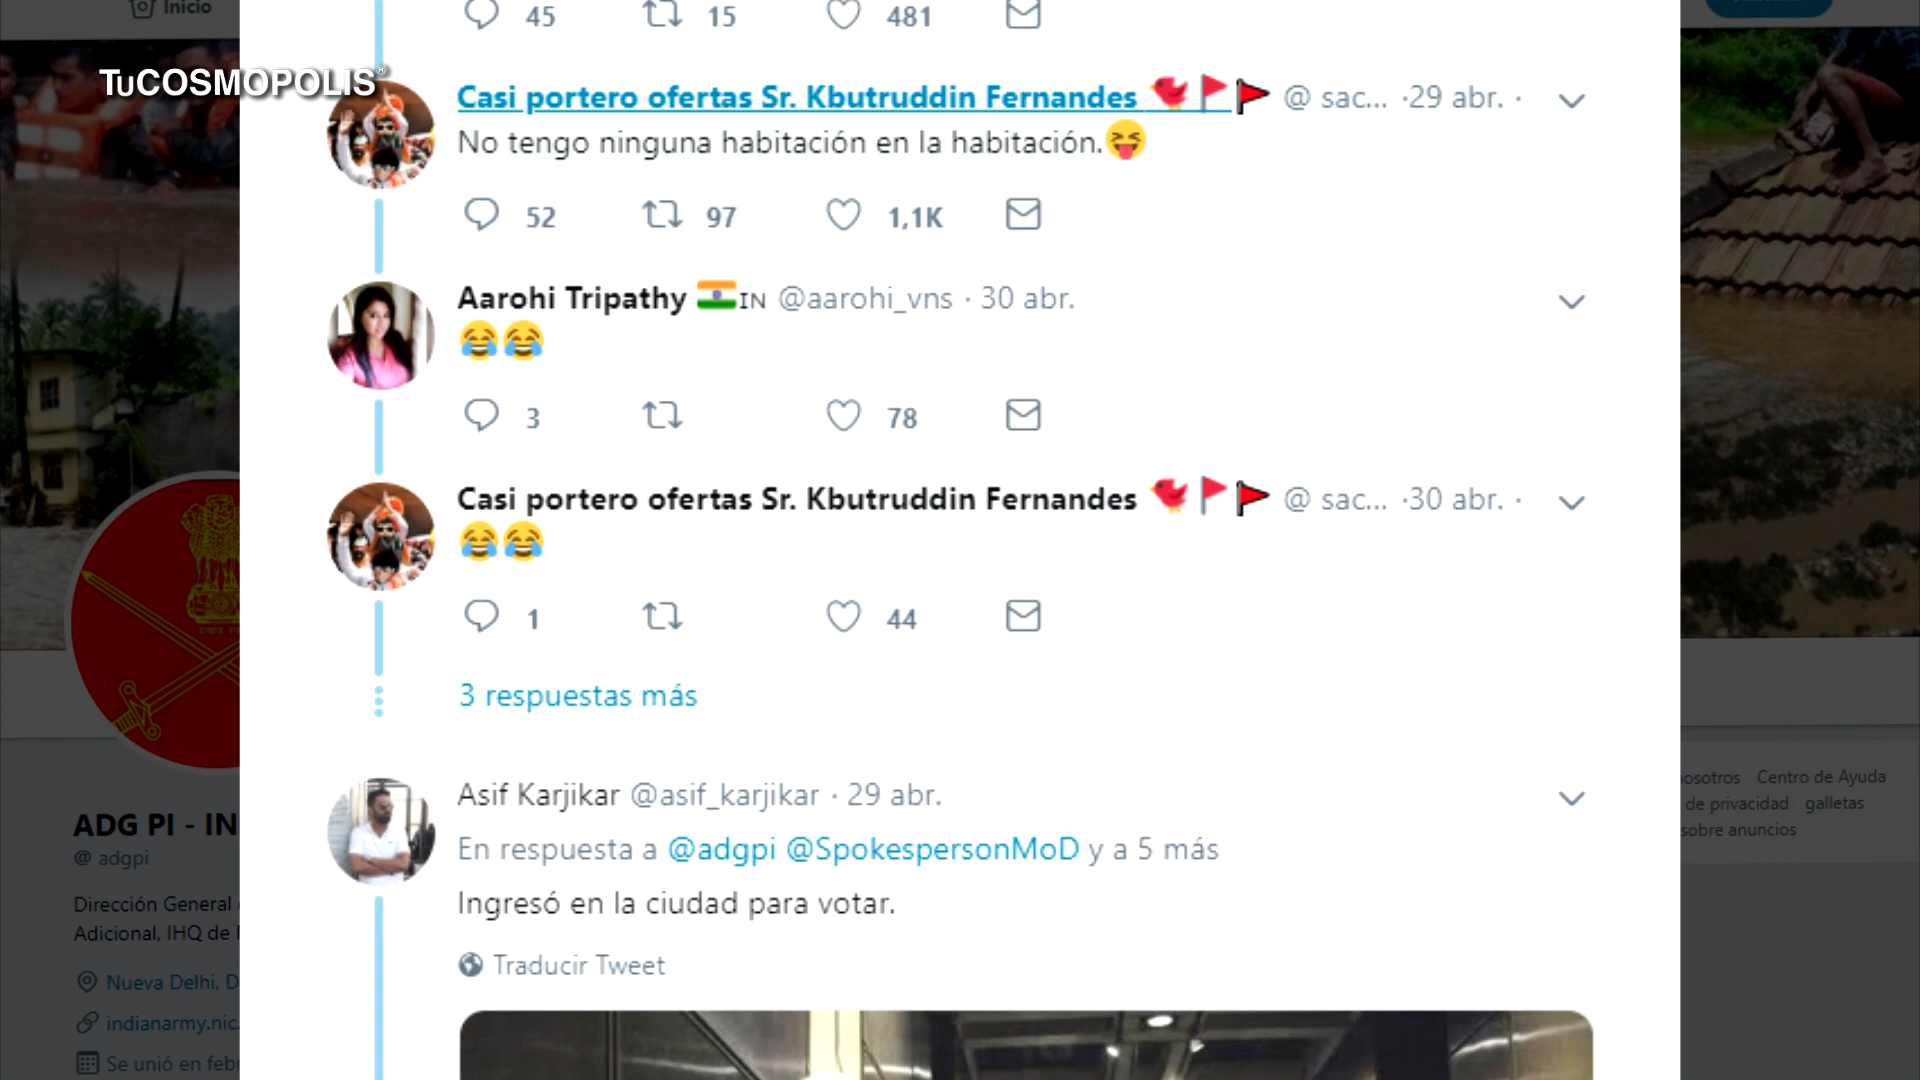 Inicio
TuCOSMOPOLIS®
45 15 481
Casi portero ofertas Sr. Kbutruddin Fernandes @ sac... ·29 abr. ·
No tengo ninguna habitación en la habitación.
52 97 1,1K
Aarohi Tripathy IN @aarohi_vns · 30 abr.
3 78
Casi portero ofertas Sr. Kbutruddin Fernandes @ sac... ·30 abr. ·
1 44
3 respuestas más
Asif Karjikar @asif_karjikar · 29 abr.
En respuesta a @adgpi @SpokespersonMoD y a 5 más
Ingresó en la ciudad para votar.
Traducir Tweet
ADG PI - IN
@ adgpi
Dirección General
Adicional, IHQ de
Nueva Delhi, D
indianarmy.nic.
Se unió en febr
nosotros Centro de Ayuda
de privacidad galletas
sobre anuncios